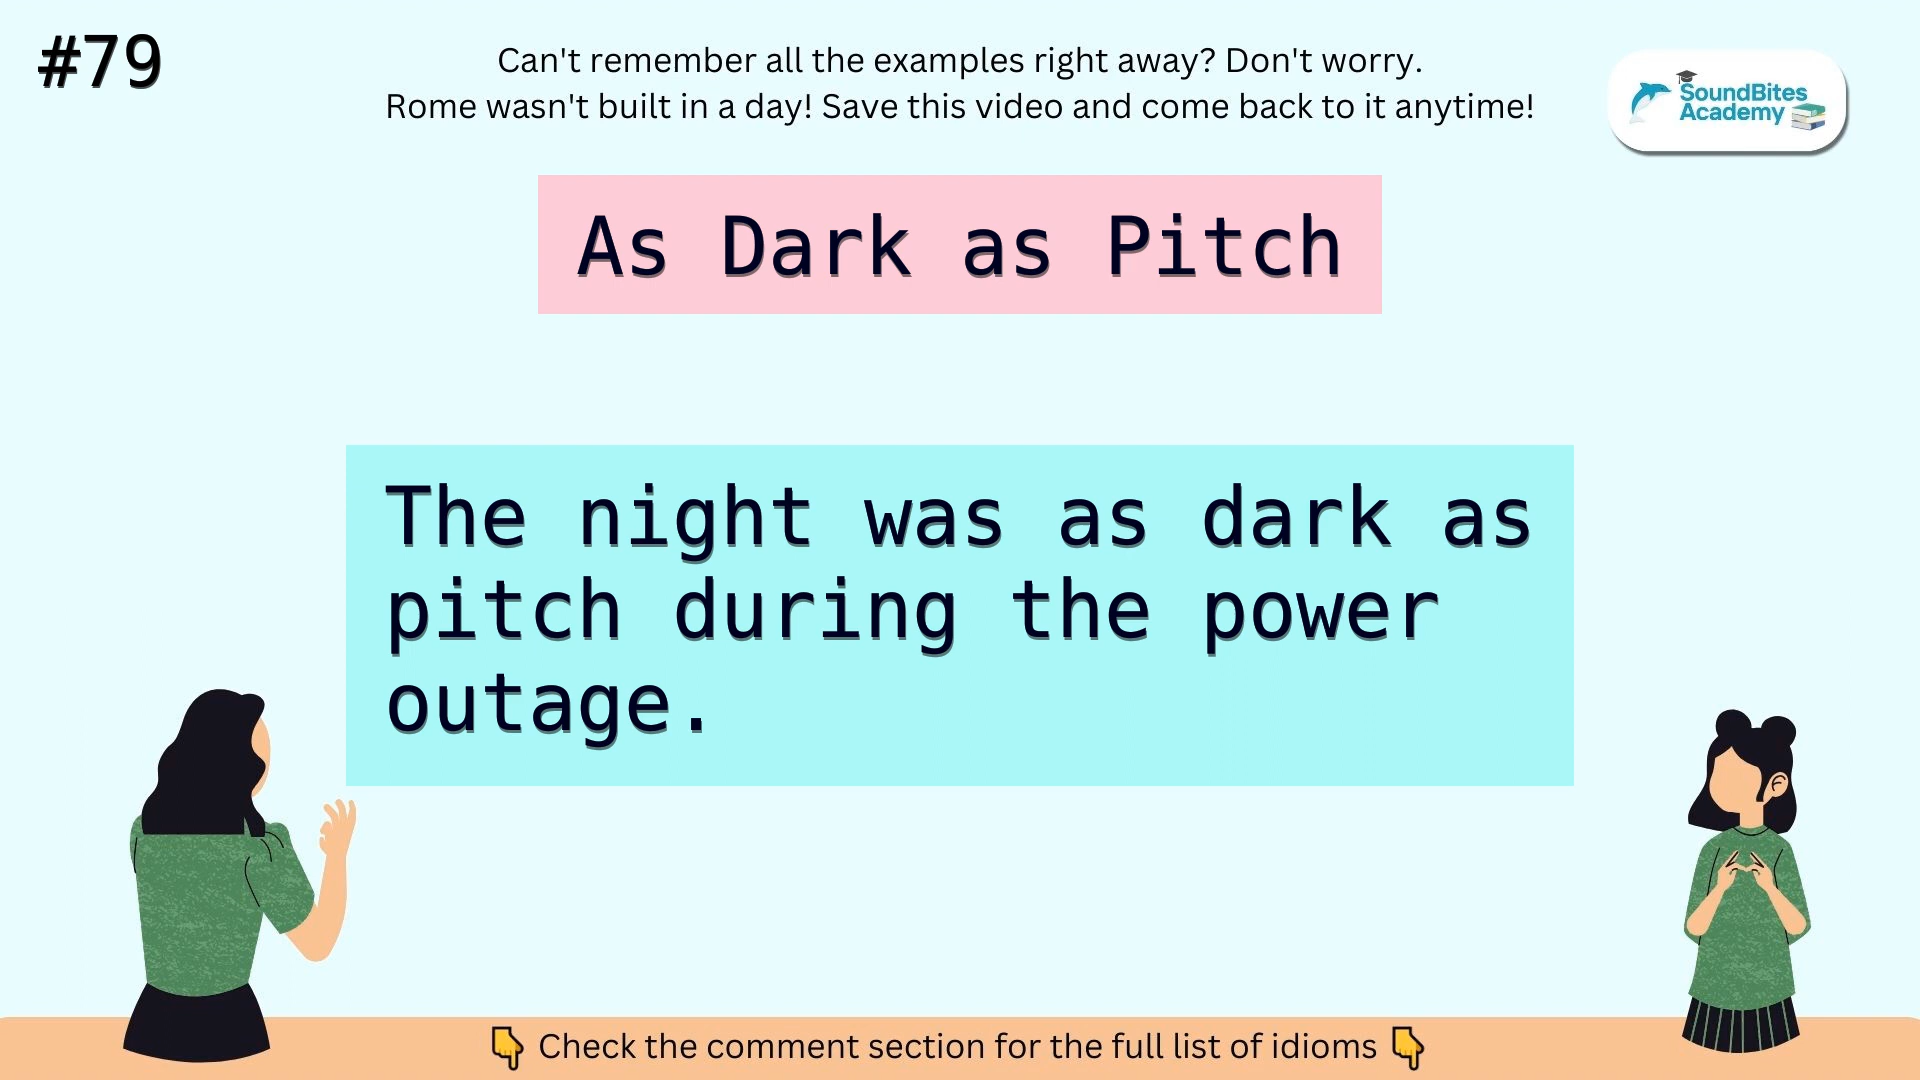 #79
Can't remember all the examples right away? Don't worry.
Rome wasn't built in a day! Save this video and come back to it anytime!
SoundBites
Academy
As Dark as Pitch
The night was as dark as
pitch during the power
outage.
👇 Check the comment section for the full list of idioms 👇